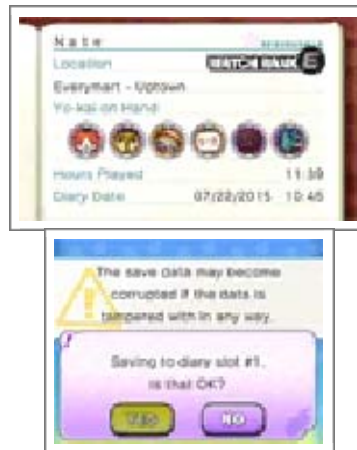 Nate
Location
WATCH RANK E
Everymart - Uptown
Yo-kai on Hand
Hours Played 11:39
Diary Date 07/22/2015 10:46
The save data may become
corrupted if the data is
tampered with in any way.
Saving to diary slot #1.
Is that OK?
YES NO